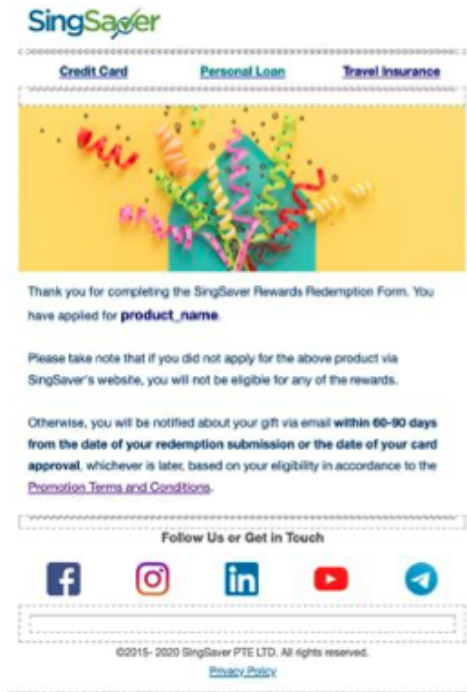 SingSaver
Credit Card
Personal Loan
Travel Insurance
Thank you for completing the SingSaver Rewards Redemption Form. You
have applied for product_name.
Please take note that if you did not apply for the above product via
SingSaver's website, you will not be eligible for any of the rewards.
Otherwise, you will be notified about your gift via email within 60-90 days
from the date of your redemption submission or the date of your card
approval, whichever is later, based on your eligibility in accordance to the
Promotion Terms and Conditions.
Follow Us or Get in Touch
©2015- 2020 SingSaver PTE LTD. All rights reserved.
Privacy Policy